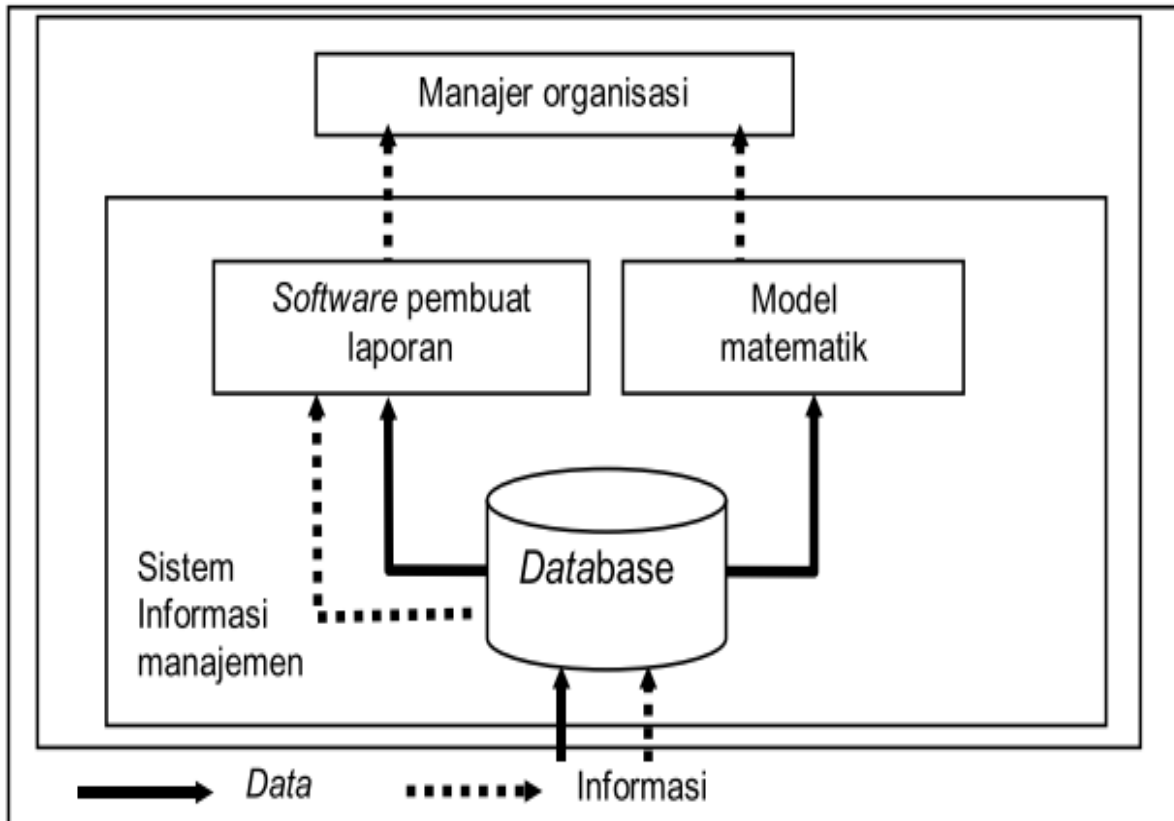 Manajer organisasi
Software pembuat
laporan
Model
matematik
Database
Sistem
Informasi
manajemen
Data
Informasi